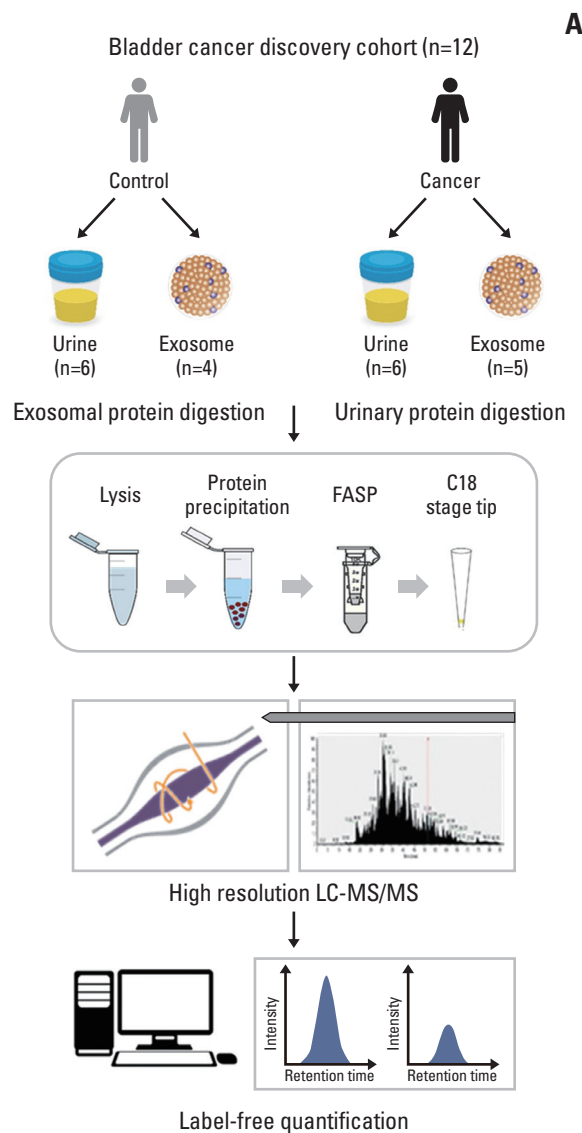 A
Bladder cancer discovery cohort (n=12)
Control
Cancer
Urine
(n=6)
Exosome
(n=4)
Urine
(n=6)
Exosome
(n=5)
Exosomal protein digestion
Urinary protein digestion
Lysis
Protein
precipitation
FASP
C18
stage tip
High resolution LC-MS/MS
Intensity
Retention time
Intensity
Retention time
Label-free quantification